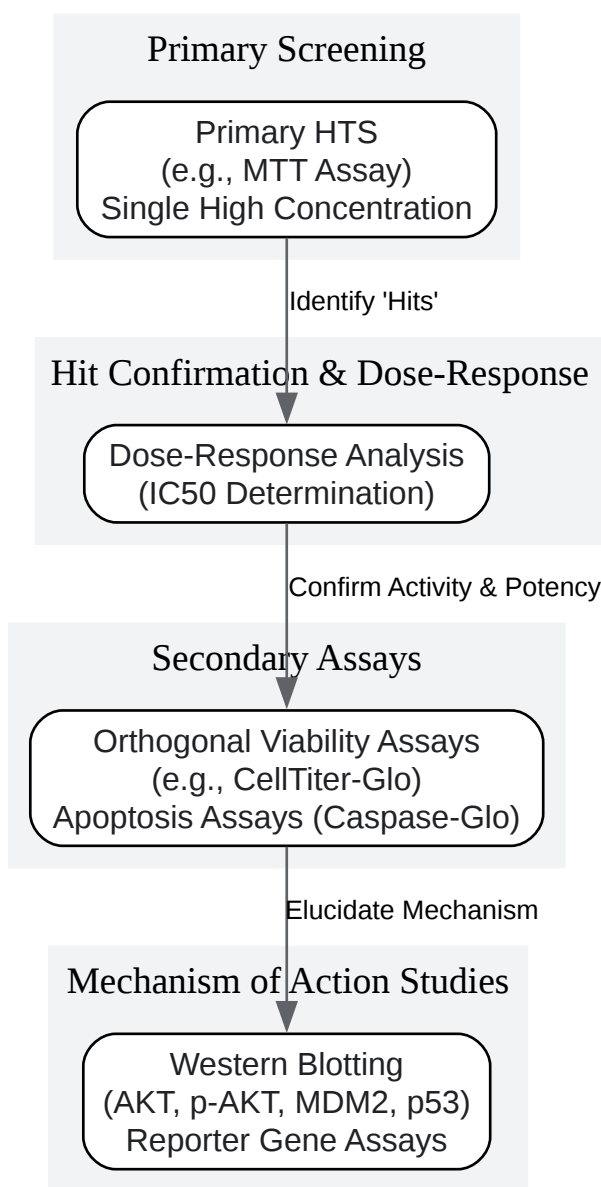 Primary Screening
Primary HTS
(e.g., MTT Assay)
Single High Concentration
Identify 'Hits'
Hit Confirmation & Dose-Response
Dose-Response Analysis
(IC50 Determination)
Confirm Activity & Potency
Secondary Assays
Orthogonal Viability Assays
(e.g., CellTiter-Glo)
Apoptosis Assays (Caspase-Glo)
Elucidate Mechanism
Mechanism of Action Studies
Western Blotting
(AKT, p-AKT, MDM2, p53)
Reporter Gene Assays